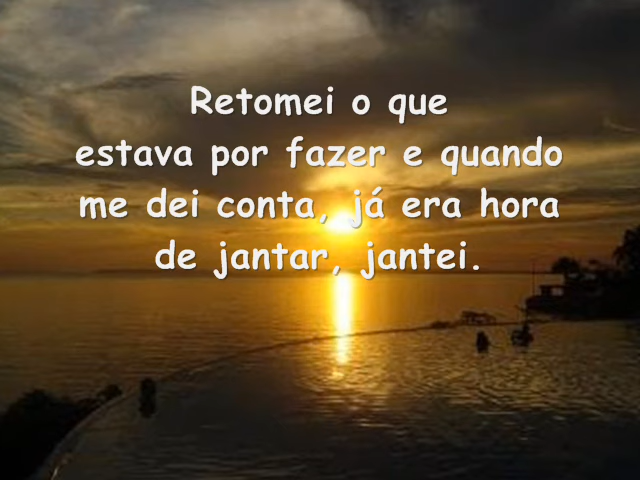 Retomei o que
estava por fazer e quando
me dei conta, já era hora
de jantar, jantei.